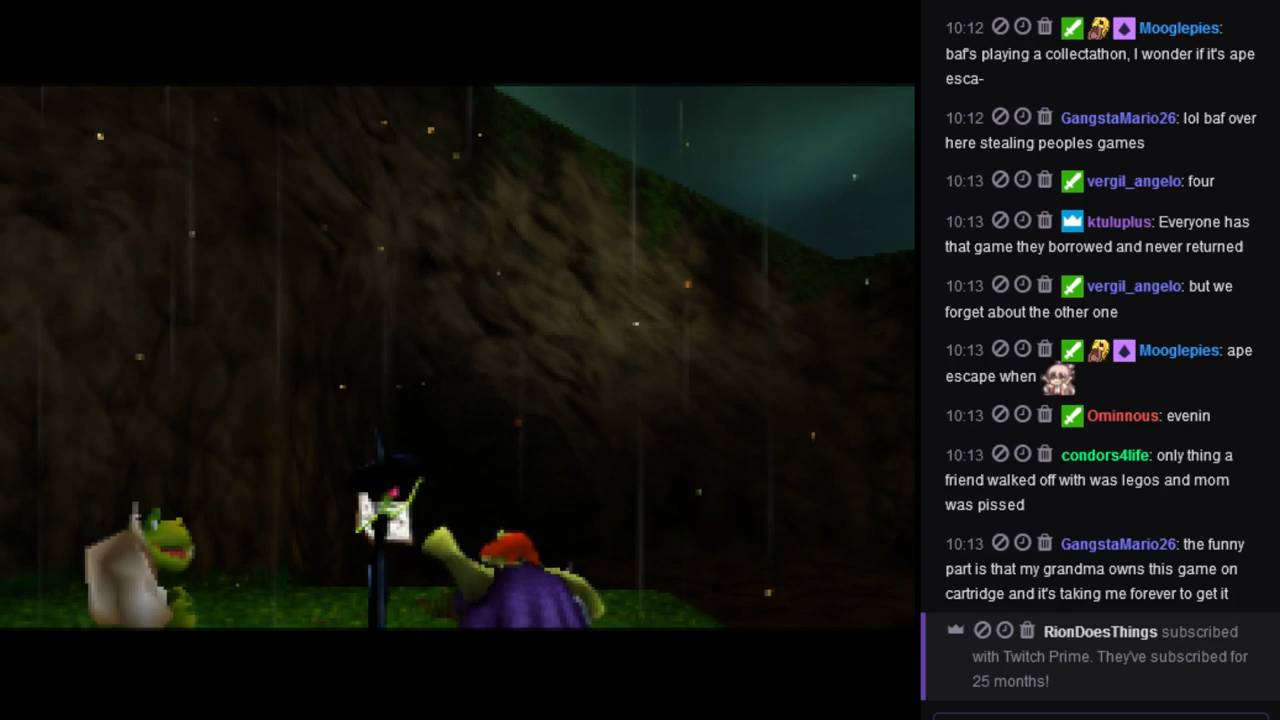 10:12 Mooglepies:
baf's playing a collectathon, I wonder if it's ape
esca-
10:12 GangstaMario26: lol baf over
here stealing peoples games
10:13 vergil_angelo: four
10:13 ktuluplus: Everyone has
that game they borrowed and never returned
10:13 vergil_angelo: but we
forget about the other one
10:13 Mooglepies: ape
escape when
10:13 Ominnous: evenin
10:13 condors4life: only thing a
friend walked off with was legos and mom
was pissed
10:13 GangstaMario26: the funny
part is that my grandma owns this game on
cartridge and it's taking me forever to get it
RionDoesThings subscribed
with Twitch Prime. They've subscribed for
25 months!